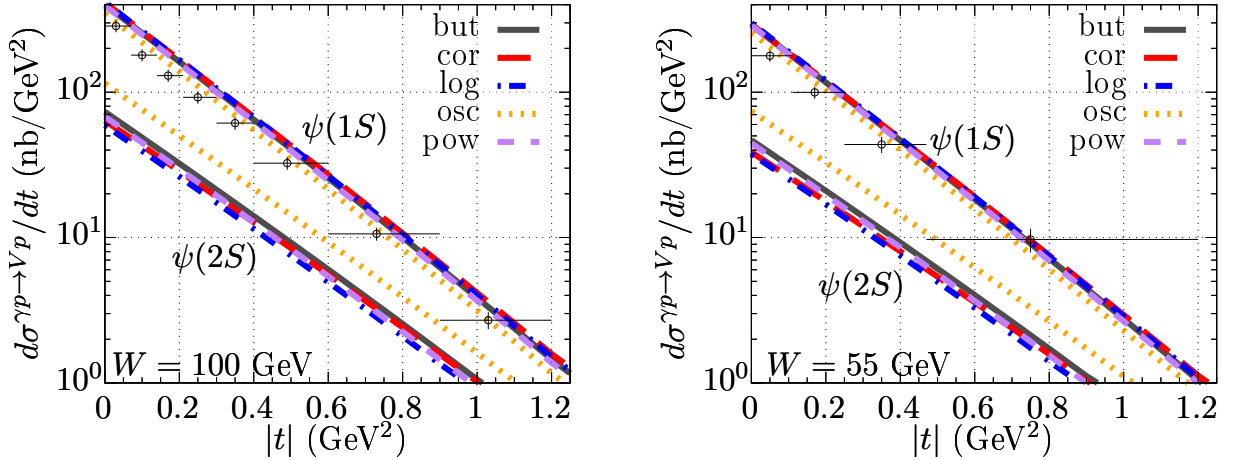 dσ^{γp→Vp}/dt (nb/GeV²)
10²
10¹
10⁰
but
cor
log
osc
pow
ψ(1S)
ψ(2S)
W = 100 GeV
0 0.2 0.4 0.6 0.8 1 1.2
|t| (GeV²)
dσ^{γp→Vp}/dt (nb/GeV²)
10²
10¹
10⁰
but
cor
log
osc
pow
ψ(1S)
ψ(2S)
W = 55 GeV
0 0.2 0.4 0.6 0.8 1 1.2
|t| (GeV²)